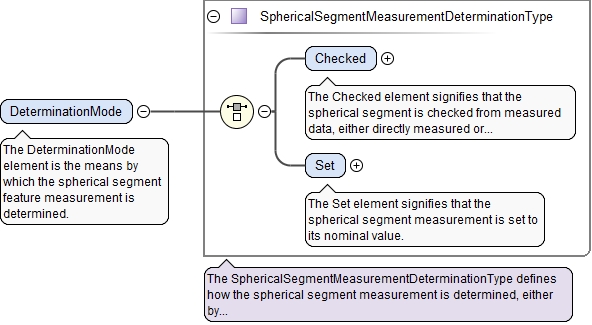 SphericalSegmentMeasurementDeterminationType
Checked
The Checked element signifies that the
spherical segment is checked from measured
data, either directly measured or...
DeterminationMode
The DeterminationMode
element is the means by
which the spherical segment
feature measurement is
determined.
Set
The Set element signifies that the
spherical segment measurement is set to
its nominal value.
The SphericalSegmentMeasurementDeterminationType defines
how the spherical segment measurement is determined, either
by...